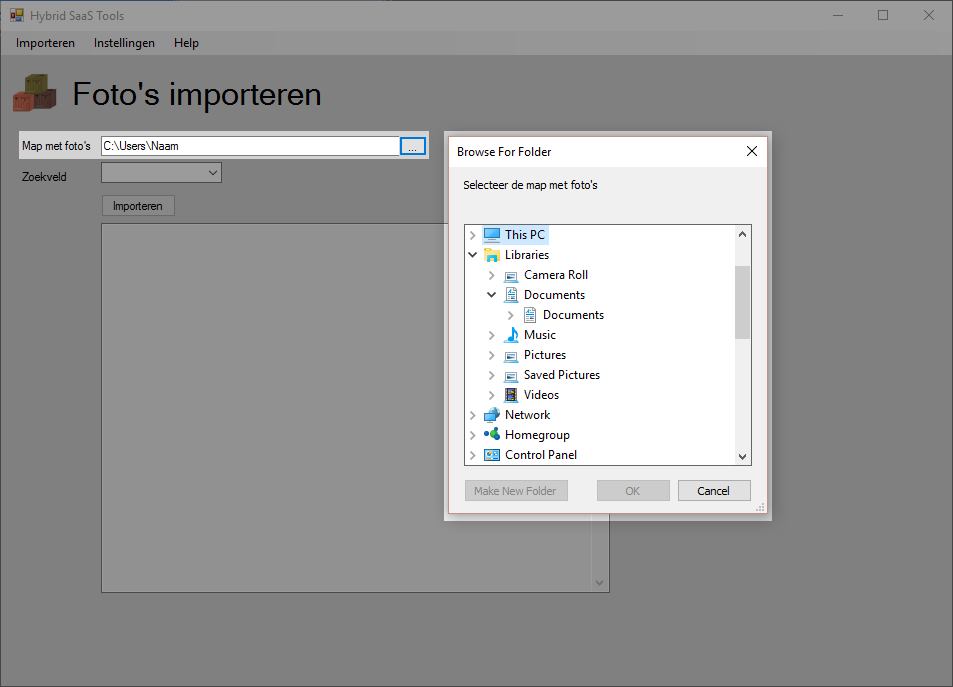 Hybrid SaaS Tools
Importeren Instellingen Help
Foto's importeren
Map met foto's C:\Users\Naam ...
Zoekveld
Importeren
Browse For Folder
Selecteer de map met foto's
This PC
Libraries
Camera Roll
Documents
Documents
Music
Pictures
Saved Pictures
Videos
Network
Homegroup
Control Panel
Make New Folder OK Cancel